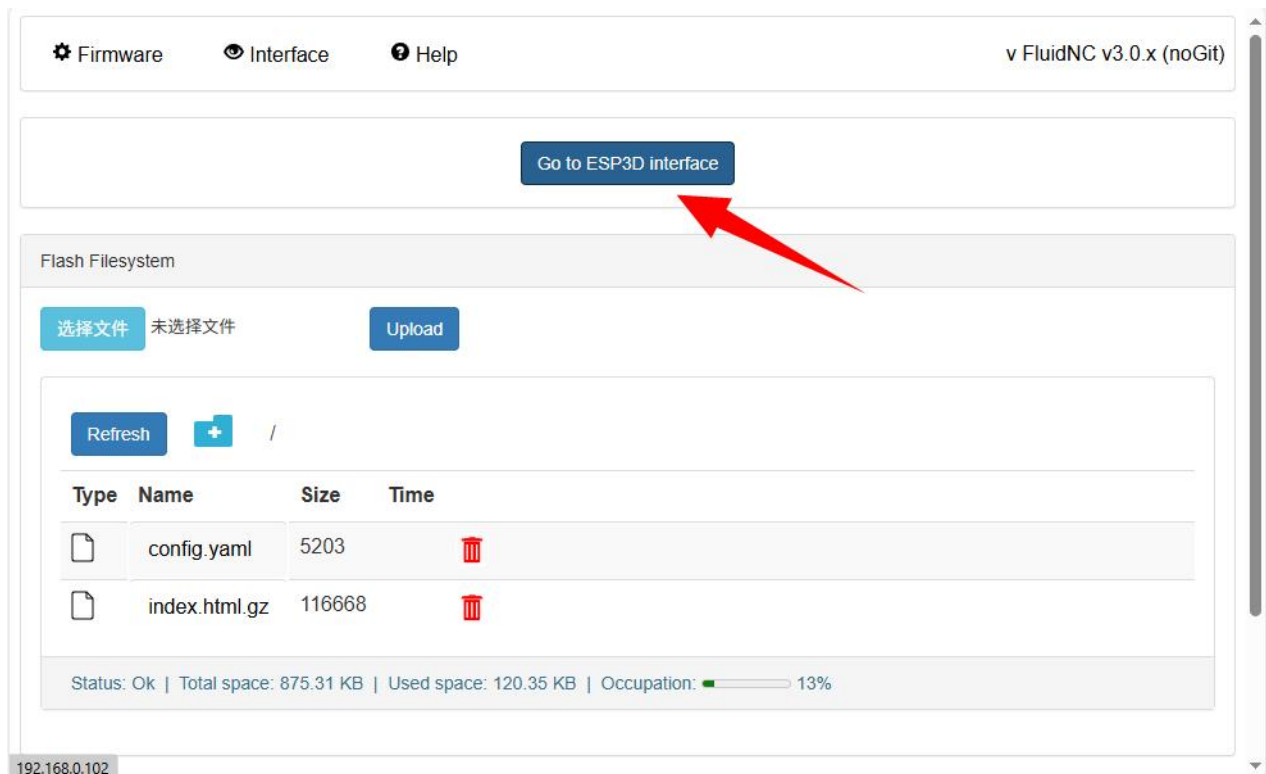 Firmware Interface Help v FluidNC v3.0.x (noGit)
Go to ESP3D interface
Flash Filesystem
选择文件 未选择文件 Upload
Refresh /
Type Name Size Time
config.yaml 5203
index.html.gz 116668
Status: Ok | Total space: 875.31 KB | Used space: 120.35 KB | Occupation: 13%
192.168.0.102